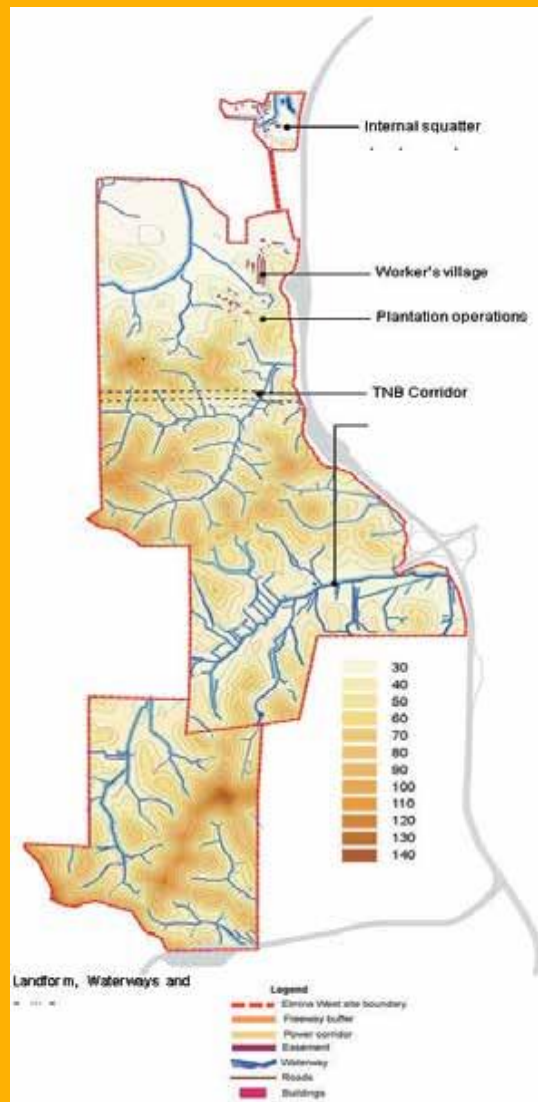 Internal squatter
Worker's village
Plantation operations
TNB Corridor
30
40
50
60
70
80
90
100
110
120
130
140
Landform, Waterways and
Legend
Elmina West site boundary
Freeway buffer
Power corridor
Easement
Waterway
Roads
Buildings